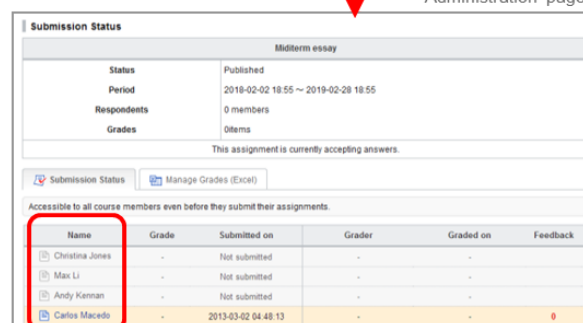 Administration page
Submission Status
Miditerm essay
Status Published
Period 2018-02-02 18:55 ~ 2019-02-28 18:55
Respondents 0 members
Grades 0items
This assignment is currently accepting answers.
Submission Status Manage Grades (Excel)
Accessible to all course members even before they submit their assignments.
Name Grade Submitted on Grader Graded on Feedback
Christina Jones - Not submitted - -
Max Li - Not submitted - -
Andy Kennan - Not submitted - -
Carlos Macedo - 2013-03-02 04:48:13 - - 0